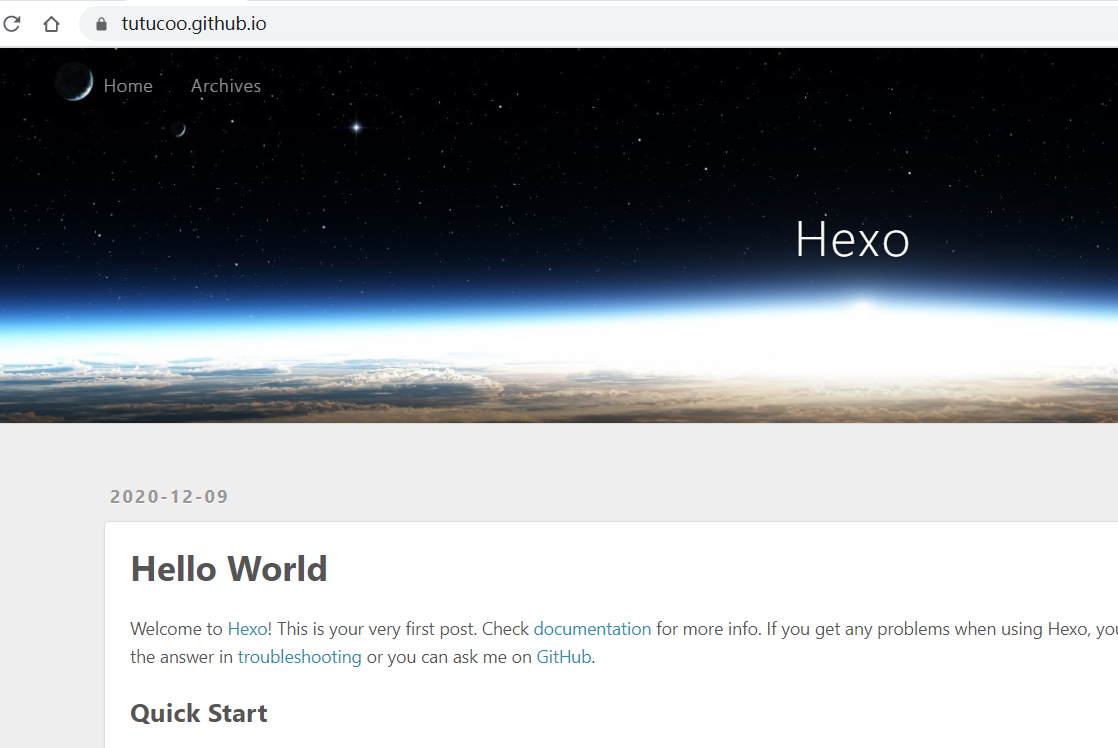 tutucoo.github.io
Home Archives
Hexo
2020-12-09
Hello World
Welcome to Hexo! This is your very first post. Check documentation for more info. If you get any problems when using Hexo,
the answer in troubleshooting or you can ask me on GitHub.
Quick Start